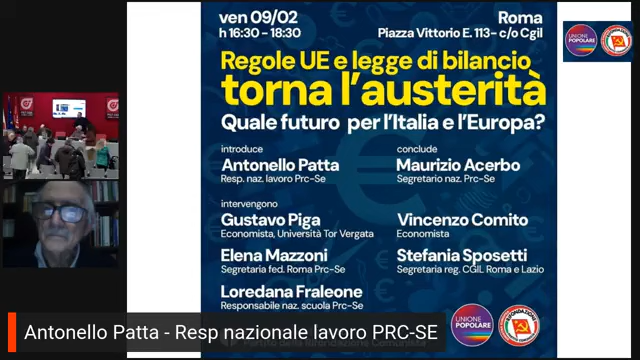 ven 09/02
h 16:30 - 18:30
Roma
Piazza Vittorio E. 113- c/o Cgil
Regole UE e legge di bilancio
torna l'austerità
Quale futuro per l'Italia e l'Europa?
introduce
Antonello Patta
Resp. naz. lavoro Prc-Se
conclude
Maurizio Acerbo
Segretario naz. Prc-Se
intervengono
Gustavo Piga
Economista, Università Tor Vergata
Vincenzo Comito
Economista
Elena Mazzoni
Segretaria fed. Roma Prc-Se
Stefania Sposetti
Segretaria reg. CGIL Roma e Lazio
Loredana Fraleone
Responsabile naz. scuola Prc-Se
UNIONE
POPOLARE
UNIONE
POPOLARE
Antonello Patta - Resp nazionale lavoro PRC-SE